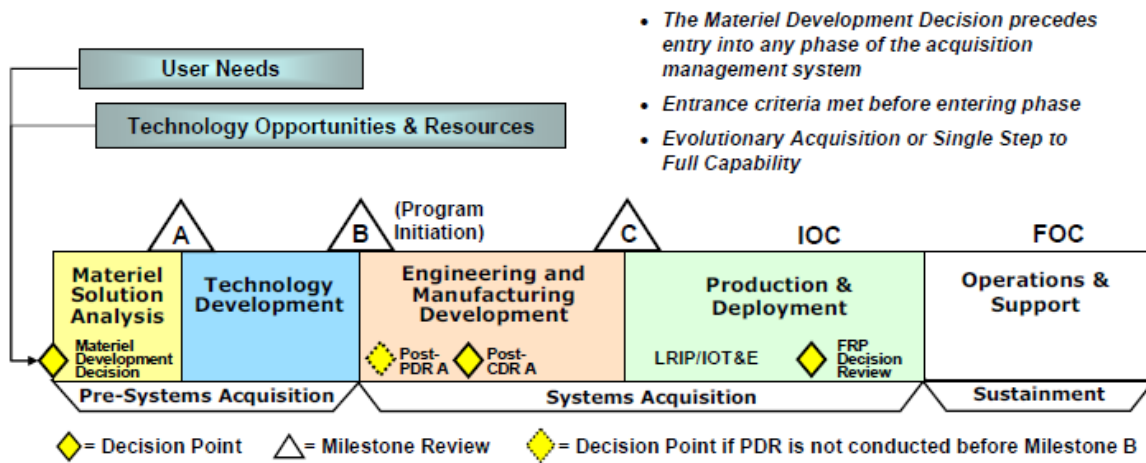 • The Materiel Development Decision precedes
entry into any phase of the acquisition
management system
• Entrance criteria met before entering phase
• Evolutionary Acquisition or Single Step to
Full Capability
User Needs
Technology Opportunities & Resources
A
B
(Program
Initiation)
C
IOC
FOC
Materiel
Solution
Analysis
Materiel
Development
Decision
Technology
Development
Engineering and
Manufacturing
Development
Post-
PDR A
Post-
CDR A
Production &
Deployment
LRIP/IOT&E
FRP
Decision
Review
Operations &
Support
Pre-Systems Acquisition
Systems Acquisition
Sustainment
= Decision Point
= Milestone Review
= Decision Point if PDR is not conducted before Milestone B